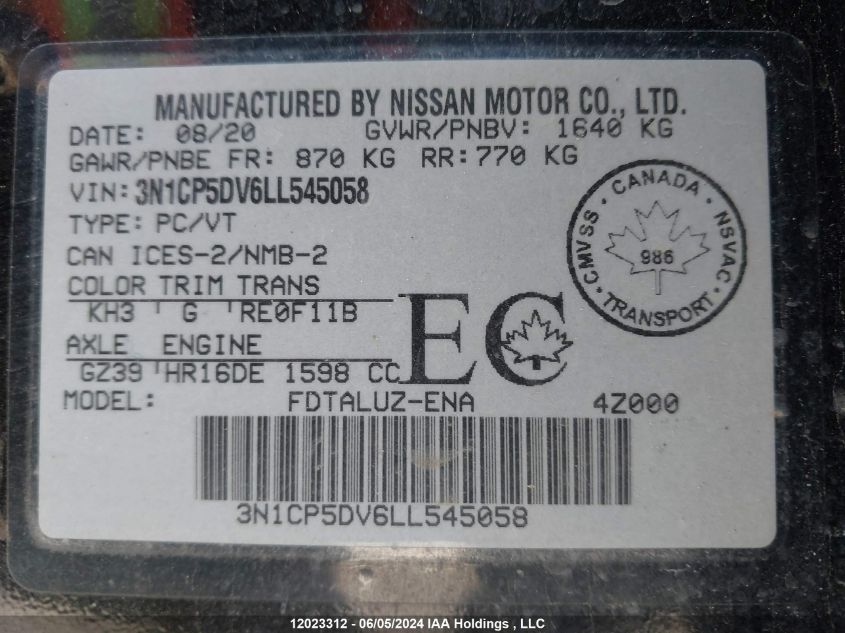 MANUFACTURED BY NISSAN MOTOR CO., LTD.
DATE: 08/20 GVWR/PNBV: 1640 KG
GAWR/PNBE FR: 870 KG RR: 770 KG
VIN: 3N1CP5DV6LL545058
TYPE: PC/VT
CAN ICES-2/NMB-2
COLOR TRIM TRANS
KH3 G RE0F11B
AXLE ENGINE
GZ39 HR16DE 1598 CC
EC
CANADA
CMVSS NSVAC
986
TRANSPORT
MODEL: FDTALUZ-ENA 4Z000
3N1CP5DV6LL545058
12023312 - 06/05/2024 IAA Holdings , LLC